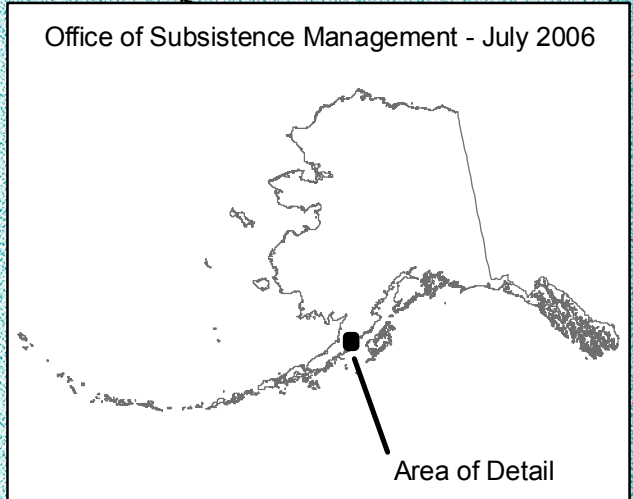 Office of Subsistence Management - July 2006
Area of Detail